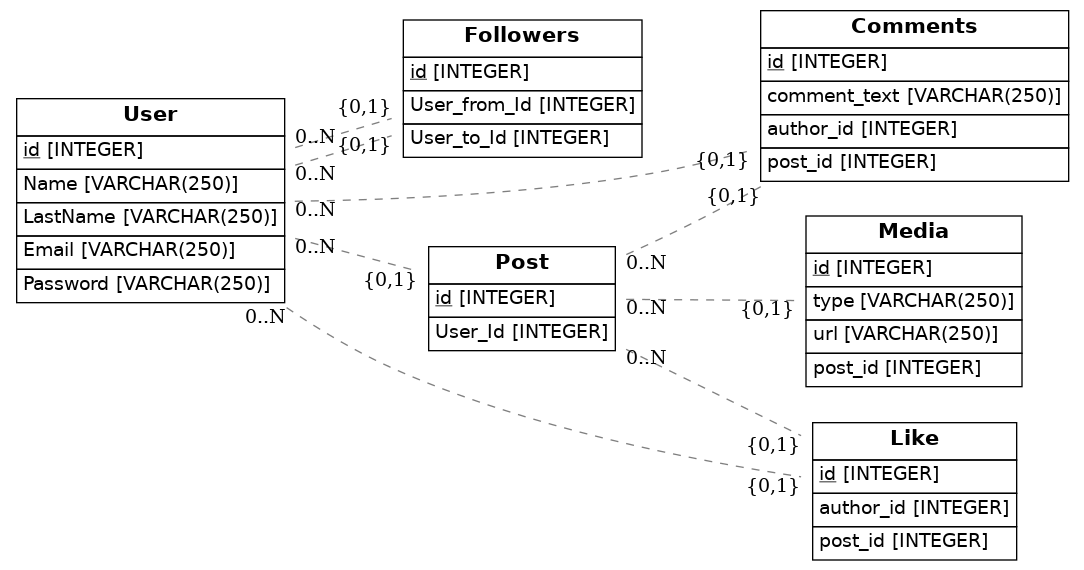 User
id [INTEGER]
Name [VARCHAR(250)]
LastName [VARCHAR(250)]
Email [VARCHAR(250)]
Password [VARCHAR(250)]
Followers
id [INTEGER]
User_from_Id [INTEGER]
User_to_Id [INTEGER]
Comments
id [INTEGER]
comment_text [VARCHAR(250)]
author_id [INTEGER]
post_id [INTEGER]
Post
id [INTEGER]
User_Id [INTEGER]
Media
id [INTEGER]
type [VARCHAR(250)]
url [VARCHAR(250)]
post_id [INTEGER]
Like
id [INTEGER]
author_id [INTEGER]
post_id [INTEGER]
{0,1}
0..N
{0,1}
0..N
{0,1}
0..N
{0,1}
0..N
{0,1}
0..N
{0,1}
0..N
{0,1}
0..N
{0,1}
0..N